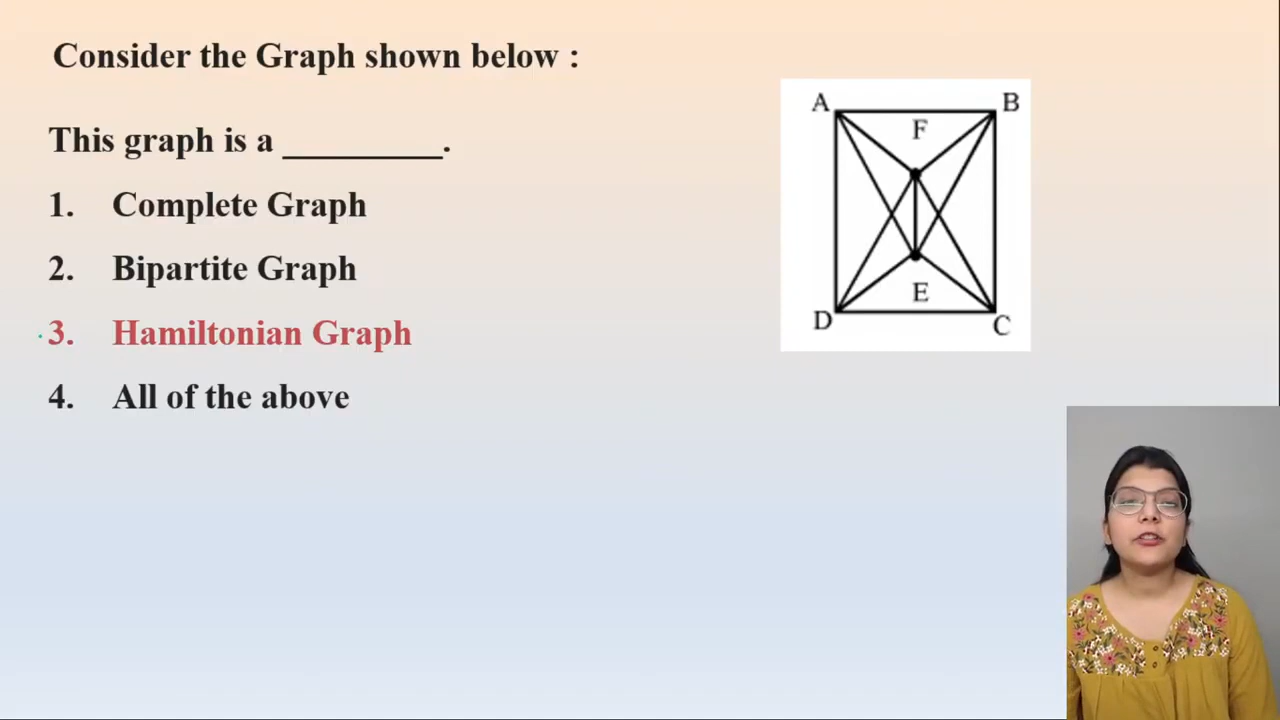 Consider the Graph shown below :
This graph is a _________.
1. Complete Graph
2. Bipartite Graph
3. Hamiltonian Graph
4. All of the above
A
B
F
E
D
C